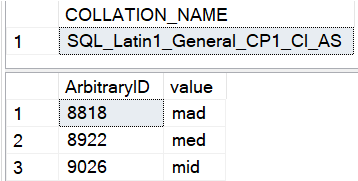 COLLATION_NAME
1 SQL_Latin1_General_CP1_CI_AS
ArbitraryID value
1 8818 mad
2 8922 med
3 9026 mid